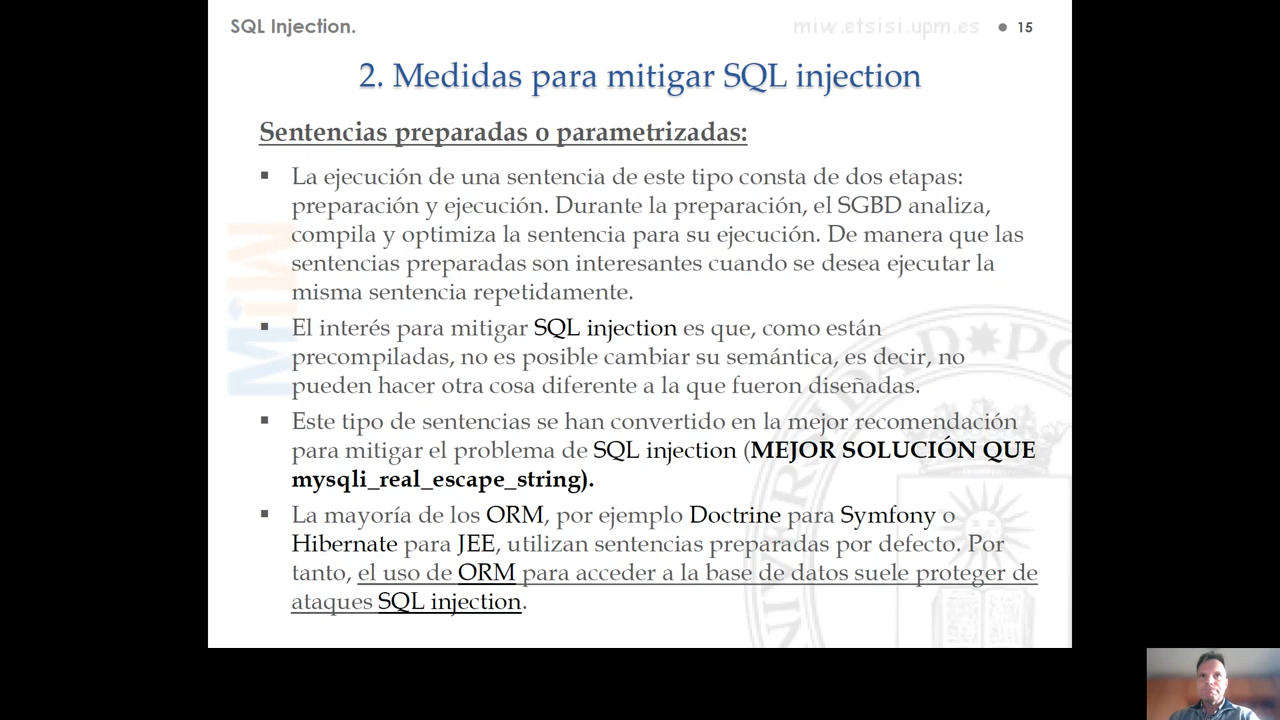 SQL Injection.
miw.etsisi.upm.es
15
2. Medidas para mitigar SQL injection
Sentencias preparadas o parametrizadas:
La ejecución de una sentencia de este tipo consta de dos etapas:
preparación y ejecución. Durante la preparación, el SGBD analiza,
compila y optimiza la sentencia para su ejecución. De manera que las
sentencias preparadas son interesantes cuando se desea ejecutar la
misma sentencia repetidamente.
El interés para mitigar SQL injection es que, como están
precompiladas, no es posible cambiar su semántica, es decir, no
pueden hacer otra cosa diferente a la que fueron diseñadas.
Este tipo de sentencias se han convertido en la mejor recomendación
para mitigar el problema de SQL injection (MEJOR SOLUCIÓN QUE
mysqli_real_escape_string).
La mayoría de los ORM, por ejemplo Doctrine para Symfony o
Hibernate para JEE, utilizan sentencias preparadas por defecto. Por
tanto, el uso de ORM para acceder a la base de datos suele proteger de
ataques SQL injection.
MiW